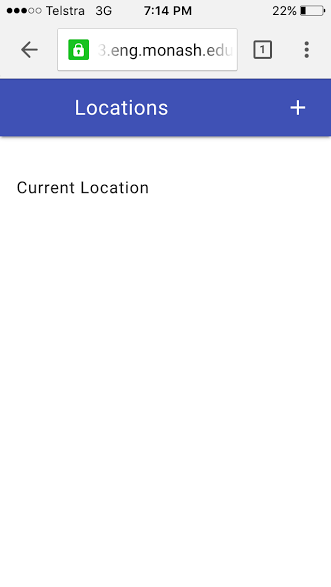 Telstra 3G 7:14 PM 22%
3.eng.monash.edu 1
Locations +
Current Location